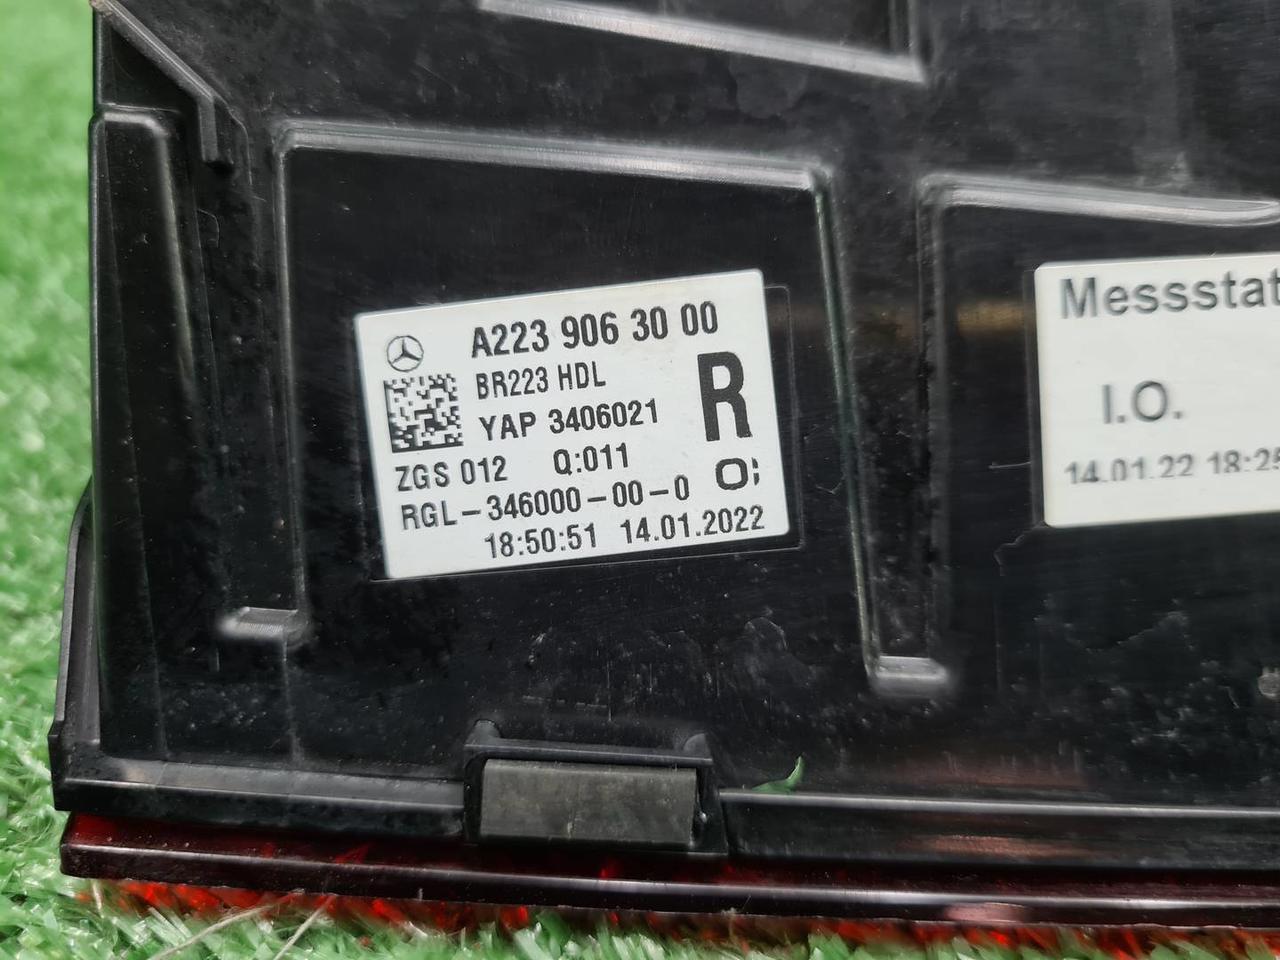 A223 906 30 00
BR223 HDL
R
YAP 3406021
ZGS 012 Q:011
RGL-346000-00-0
18:50:51 14.01.2022
Messstat
I.O.
14.01.22 18:25